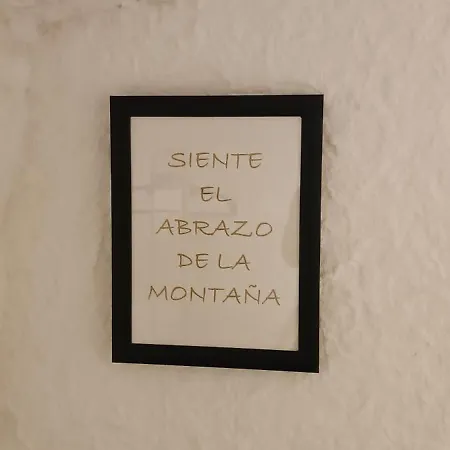 SIENTE
EL
ABRAZO
DE LA
MONTAÑA